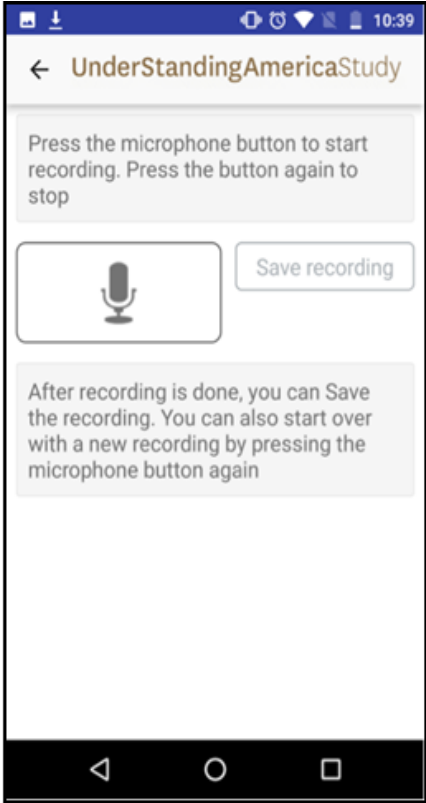 10:39
UnderStandingAmericaStudy
Press the microphone button to start
recording. Press the button again to
stop
Save recording
After recording is done, you can Save
the recording. You can also start over
with a new recording by pressing the
microphone button again